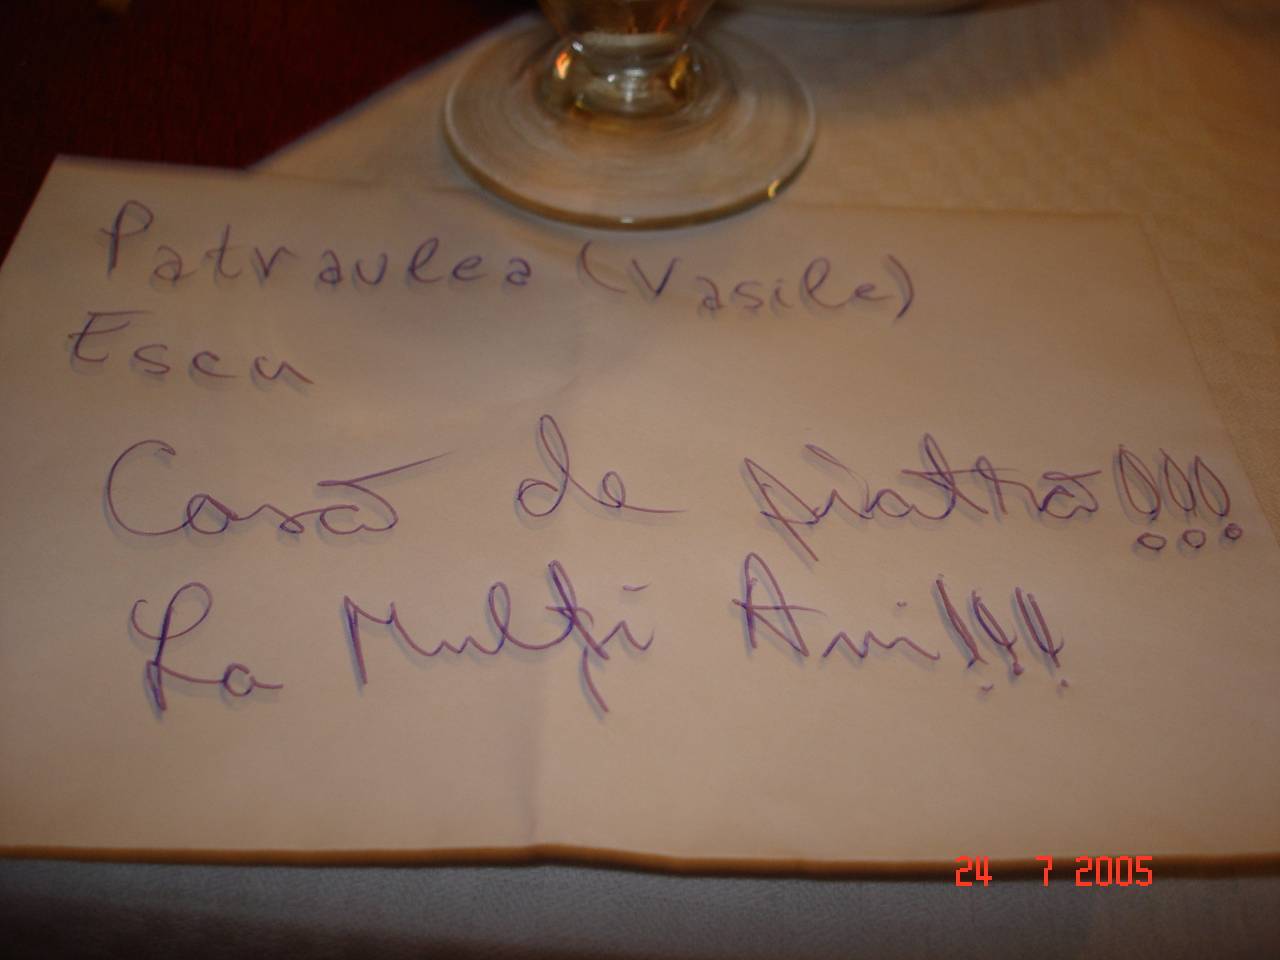 Patraulea (Vasile)
Escu
Casă de piatră!!!
La Mulţi Ani!!!
24 7 2005